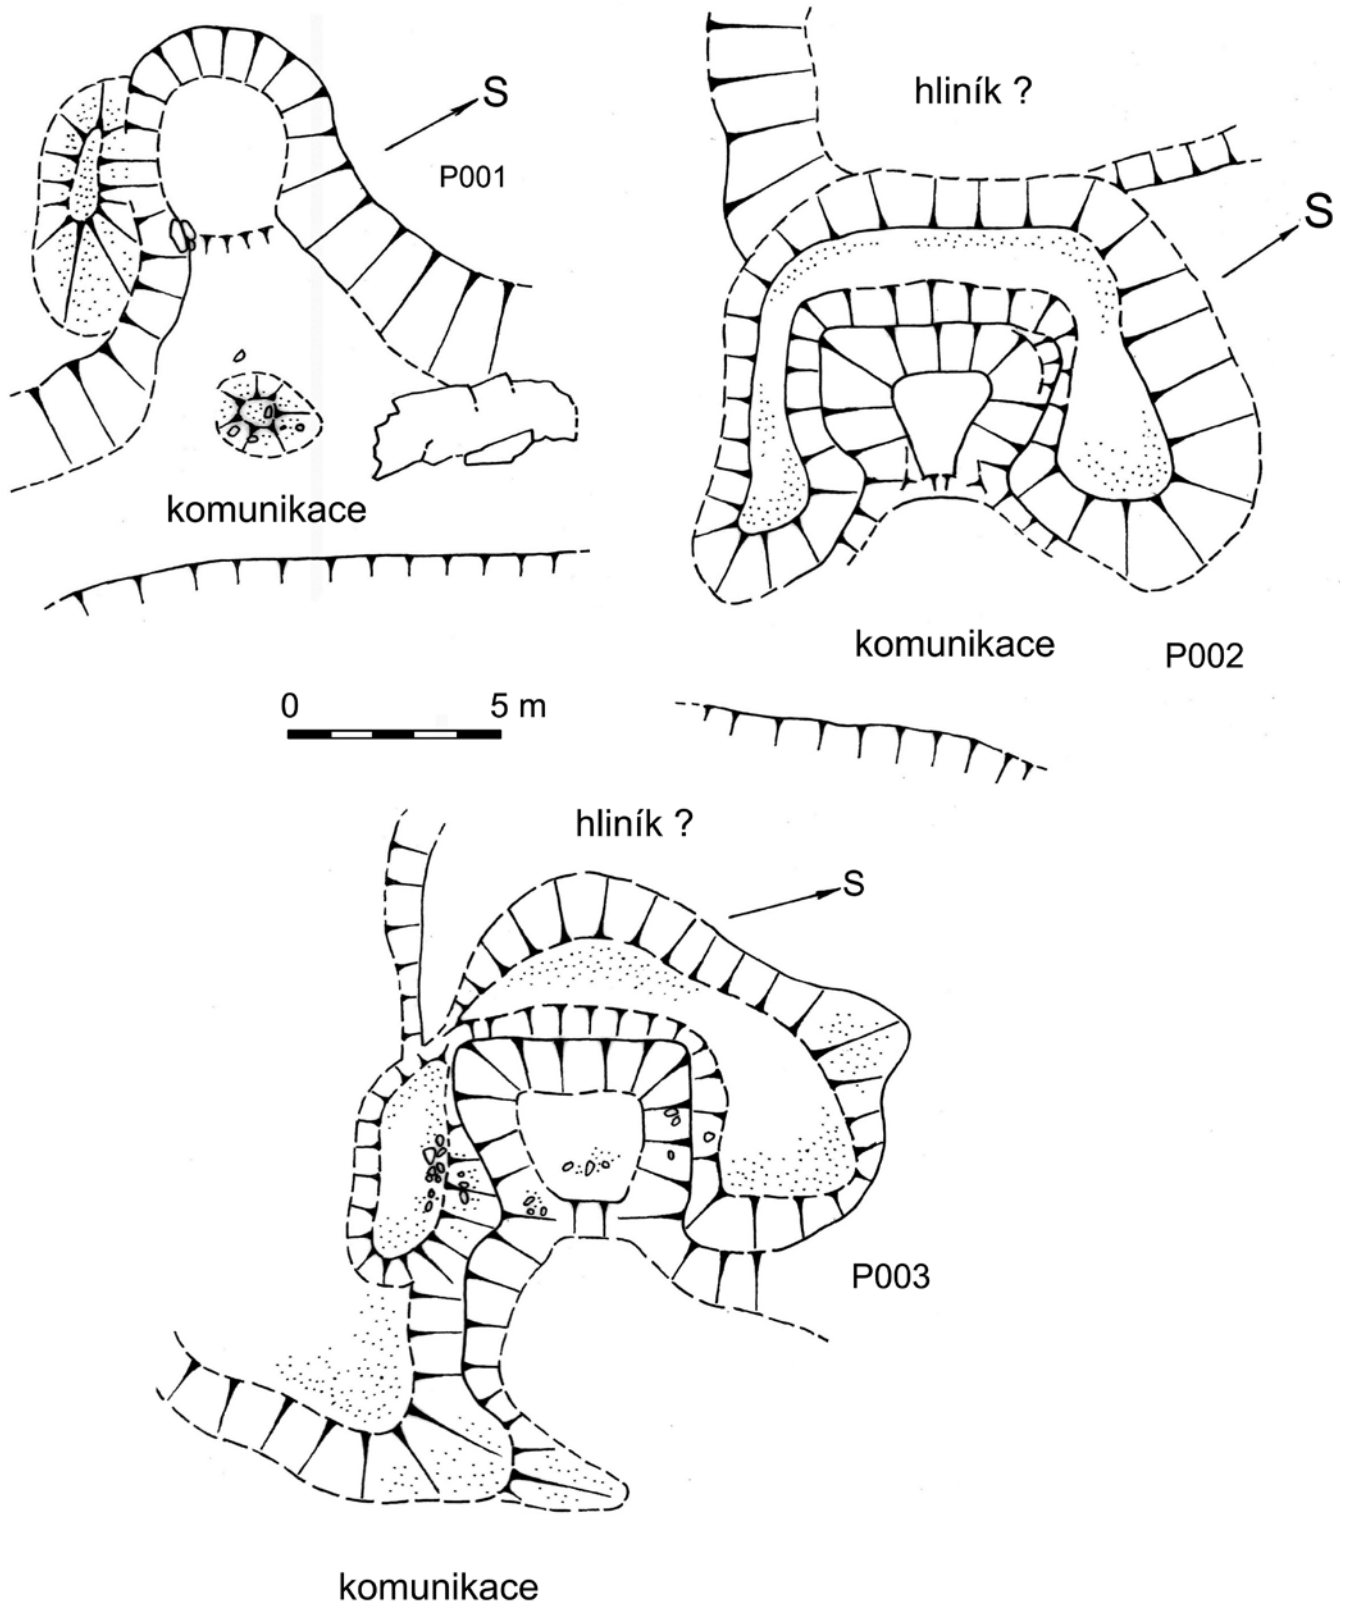 S
P001
komunikace
hliník ?
S
komunikace
P002
0 5 m
hliník ?
S
P003
komunikace